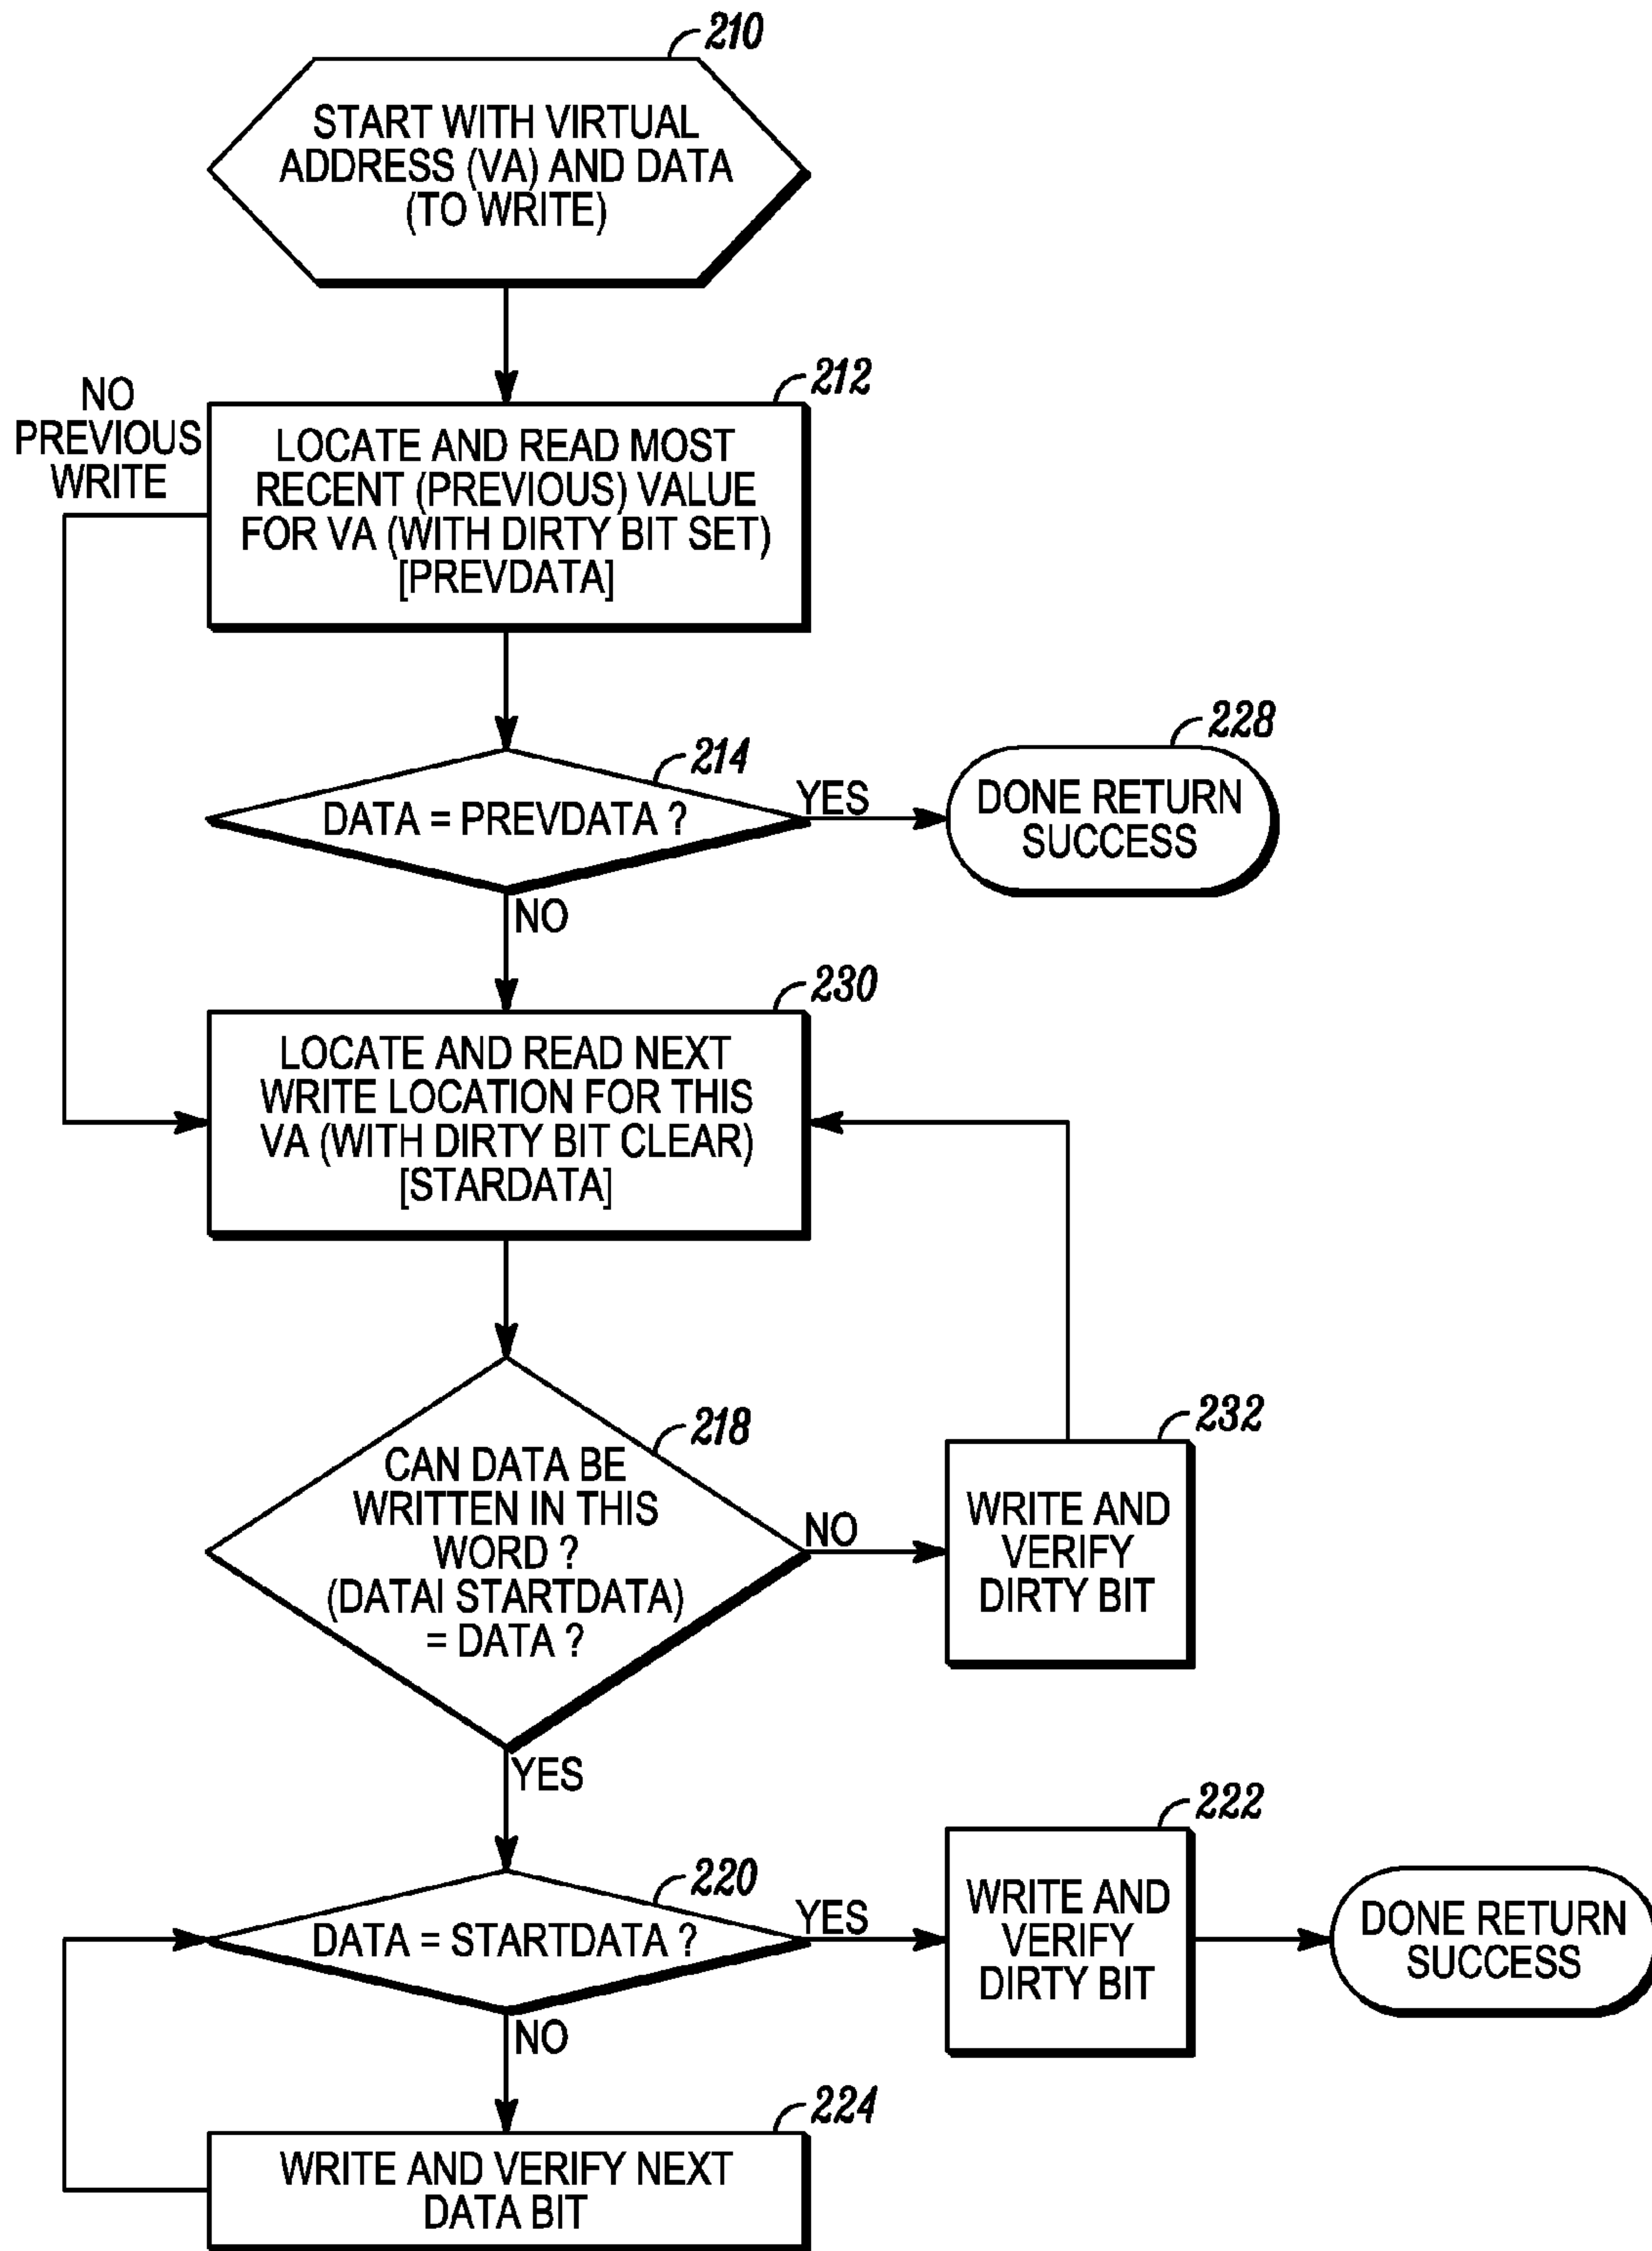 210
START WITH VIRTUAL
ADDRESS (VA) AND DATA
(TO WRITE)
NO
PREVIOUS
WRITE
212
LOCATE AND READ MOST
RECENT (PREVIOUS) VALUE
FOR VA (WITH DIRTY BIT SET)
[PREVDATA]
214
DATA = PREVDATA ?
YES
228
DONE RETURN
SUCCESS
NO
230
LOCATE AND READ NEXT
WRITE LOCATION FOR THIS
VA (WITH DIRTY BIT CLEAR)
[STARDATA]
218
CAN DATA BE
WRITTEN IN THIS
WORD ?
(DATAI STARTDATA)
= DATA ?
NO
232
WRITE AND
VERIFY
DIRTY BIT
YES
220
DATA = STARTDATA ?
YES
222
WRITE AND
VERIFY
DIRTY BIT
DONE RETURN
SUCCESS
NO
224
WRITE AND VERIFY NEXT
DATA BIT